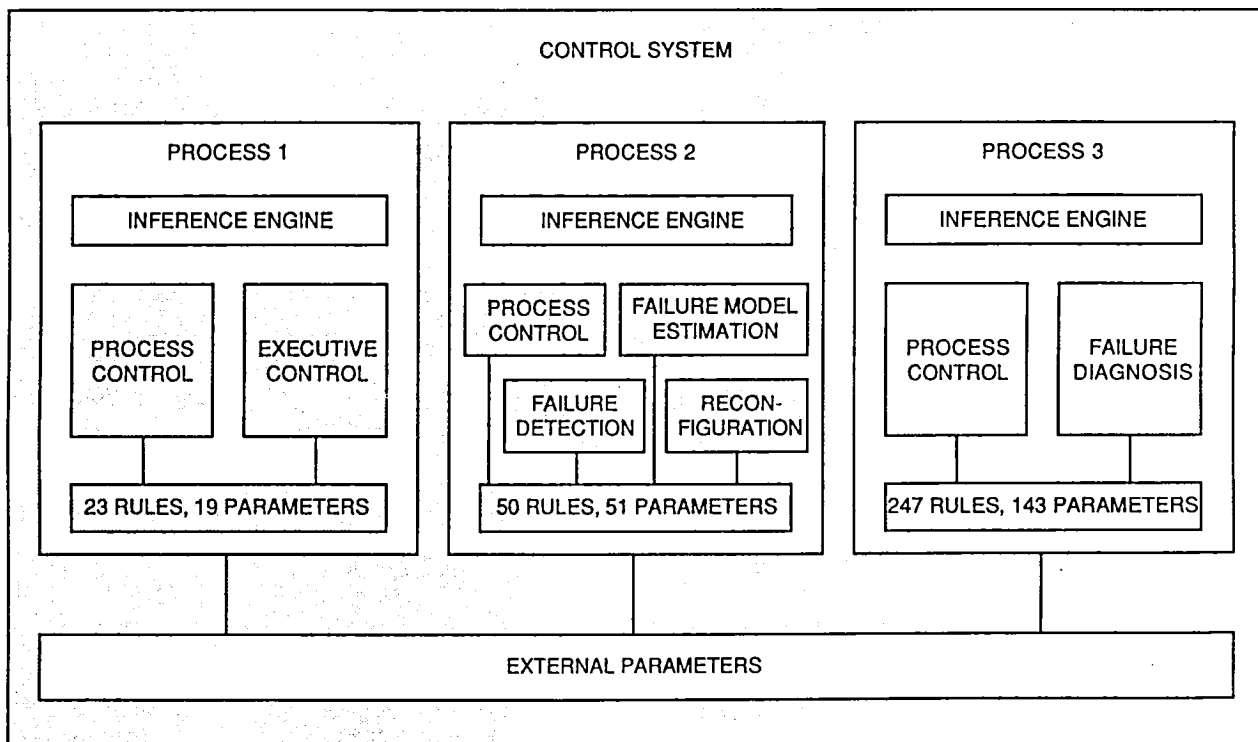 CONTROL SYSTEM
PROCESS 1
INFERENCE ENGINE
PROCESS
CONTROL
EXECUTIVE
CONTROL
23 RULES, 19 PARAMETERS
PROCESS 2
INFERENCE ENGINE
PROCESS
CONTROL
FAILURE MODEL
ESTIMATION
FAILURE
DETECTION
RECON-
FIGURATION
50 RULES, 51 PARAMETERS
PROCESS 3
INFERENCE ENGINE
PROCESS
CONTROL
FAILURE
DIAGNOSIS
247 RULES, 143 PARAMETERS
EXTERNAL PARAMETERS